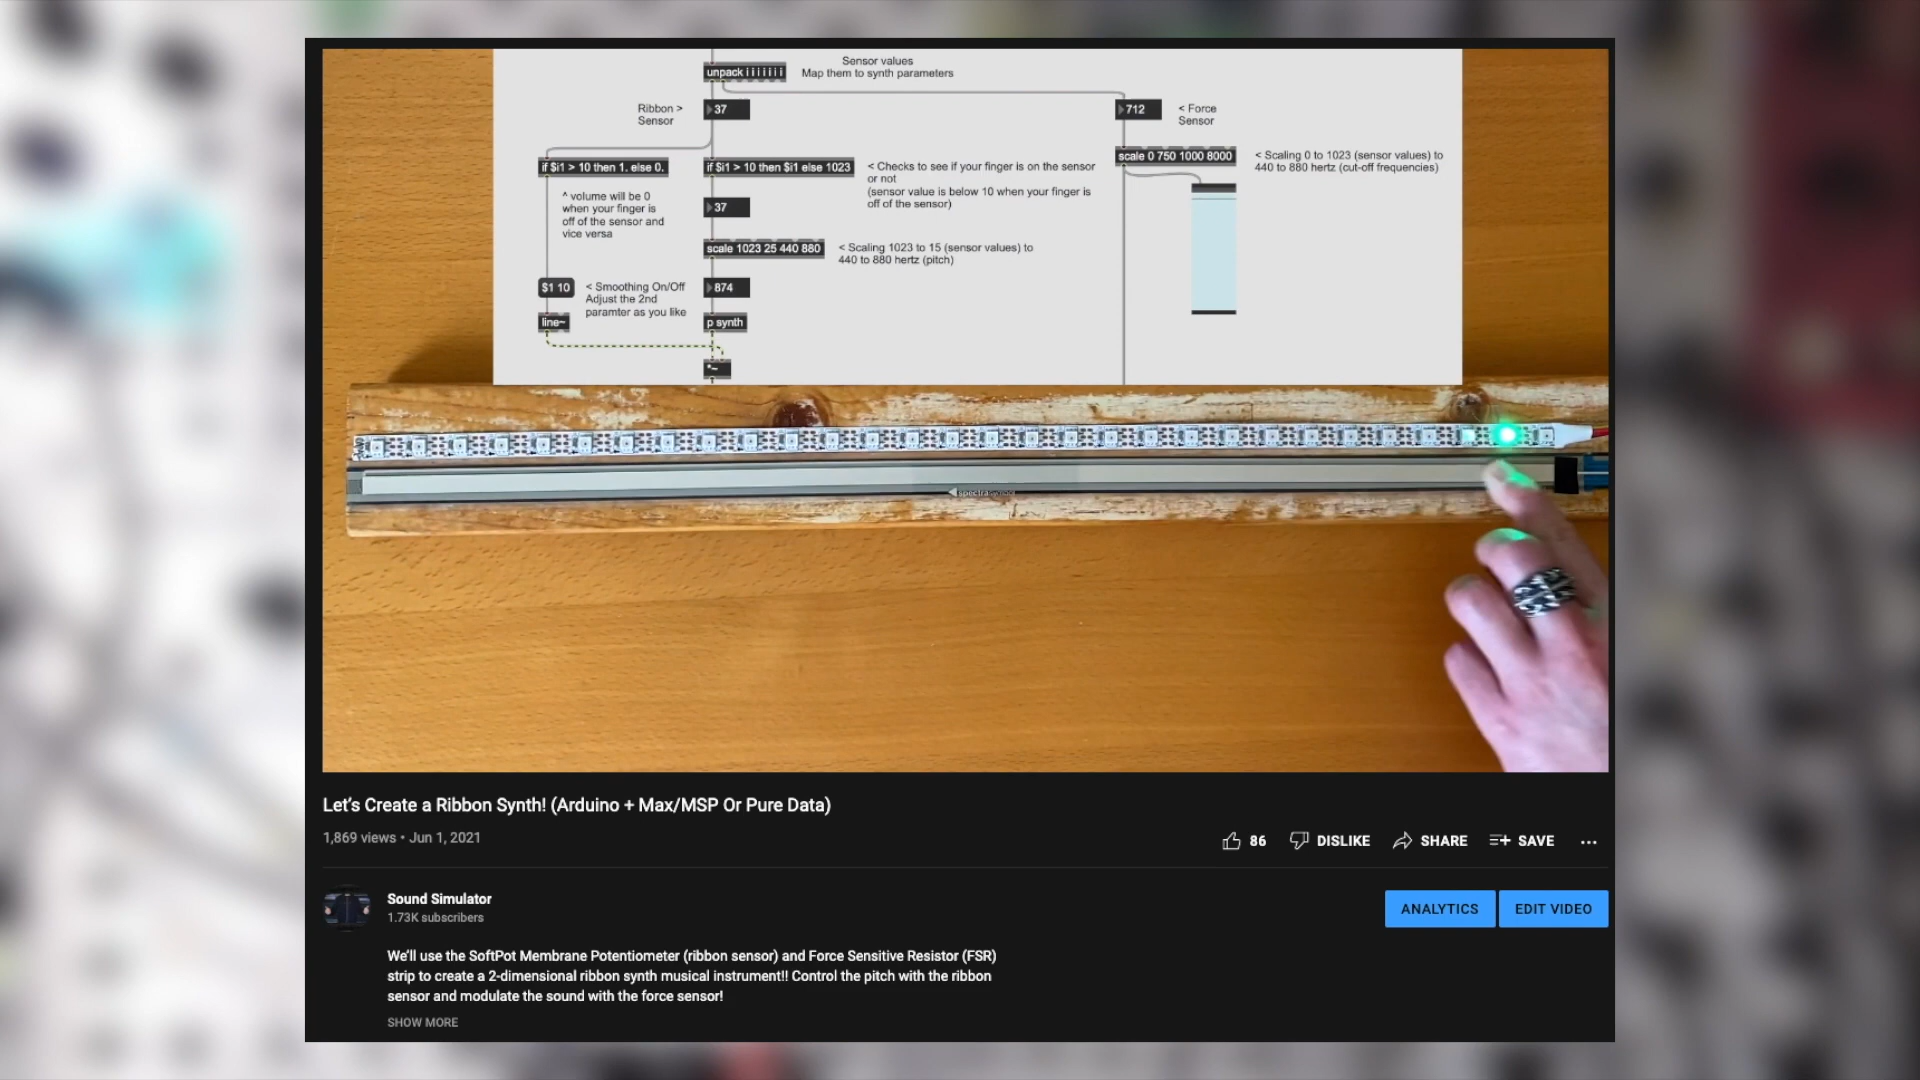 Sensor values
Map them to synth parameters
unpack i i i i i i i
Ribbon >
Sensor
37
712
< Force
Sensor
if $i1 > 10 then 1. else 0.
if $i1 > 10 then $i1 else 1023
< Checks to see if your finger is on the sensor
or not
(sensor value is below 10 when your finger is
off of the sensor)
scale 0 750 1000 8000
< Scaling 0 to 1023 (sensor values) to
440 to 880 hertz (cut-off frequencies)
^ volume will be 0
when your finger is
off of the sensor and
vice versa
37
scale 1023 25 440 880
< Scaling 1023 to 15 (sensor values) to
440 to 880 hertz (pitch)
$1 10
< Smoothing On/Off
Adjust the 2nd
paramter as you like
874
line~
p synth
*~
spectrasymbol
Let's Create a Ribbon Synth! (Arduino + Max/MSP Or Pure Data)
1,869 views • Jun 1, 2021
86
DISLIKE
SHARE
SAVE
...
Sound Simulator
1.73K subscribers
ANALYTICS
EDIT VIDEO
We'll use the SoftPot Membrane Potentiometer (ribbon sensor) and Force Sensitive Resistor (FSR)
strip to create a 2-dimensional ribbon synth musical instrument!! Control the pitch with the ribbon
sensor and modulate the sound with the force sensor!
SHOW MORE